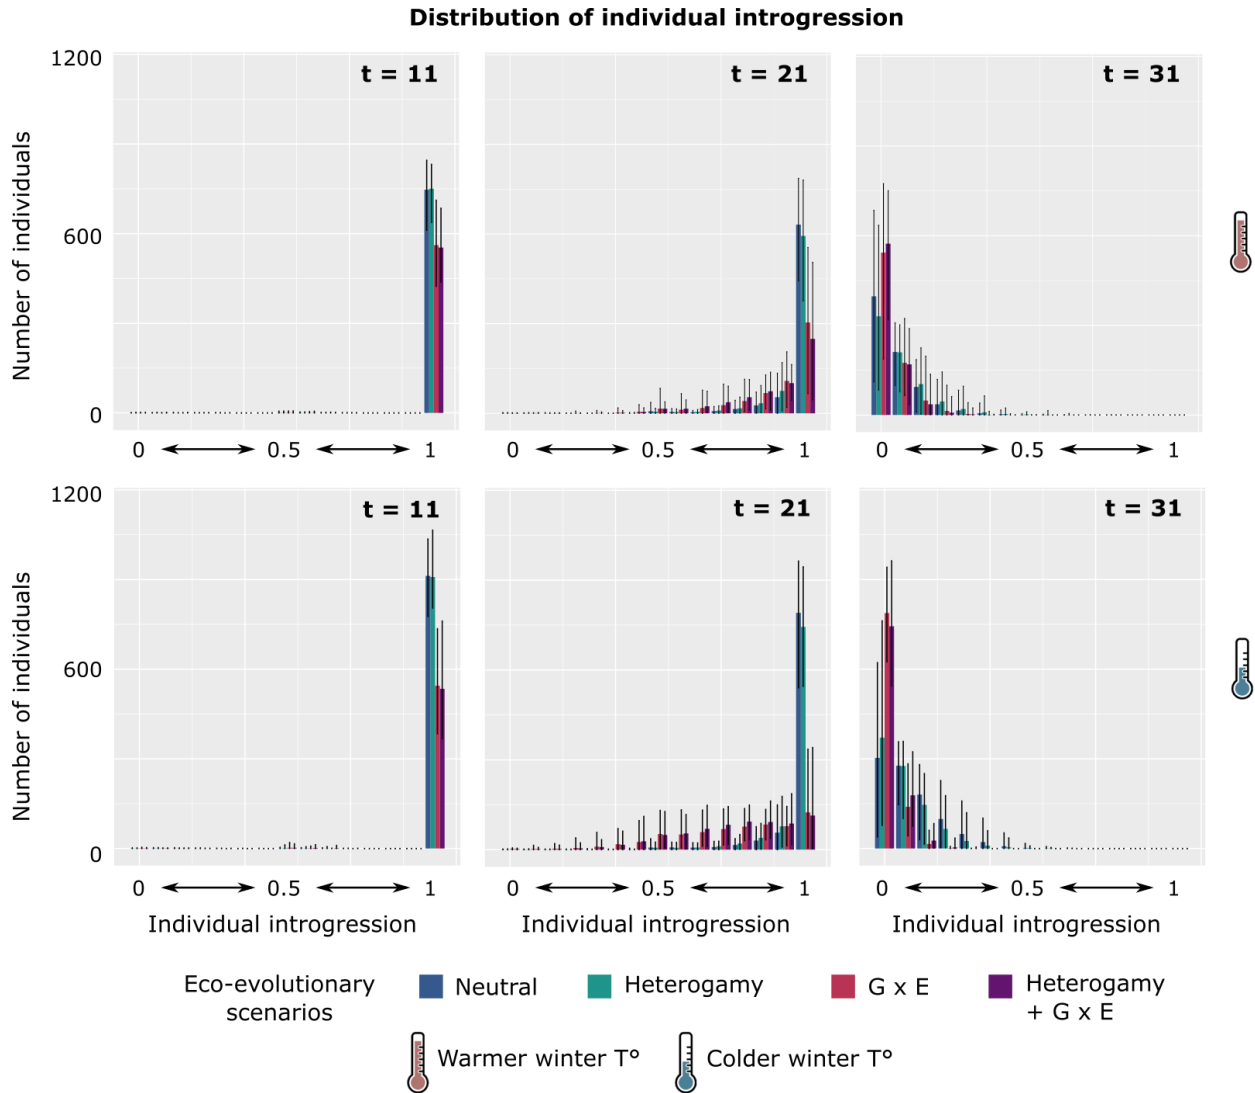 Distribution of individual introgression
t = 11
t = 21
t = 31
1200
600
0
Number of individuals
0
0.5
1
0
0.5
1
0
0.5
1
t = 11
t = 21
t = 31
1200
600
0
Number of individuals
0
0.5
1
0
0.5
1
0
0.5
1
Individual introgression
Individual introgression
Individual introgression
Eco-evolutionary
scenarios
Neutral
Heterogamy
G x E
Heterogamy
+ G x E
Warmer winter T°
Colder winter T°